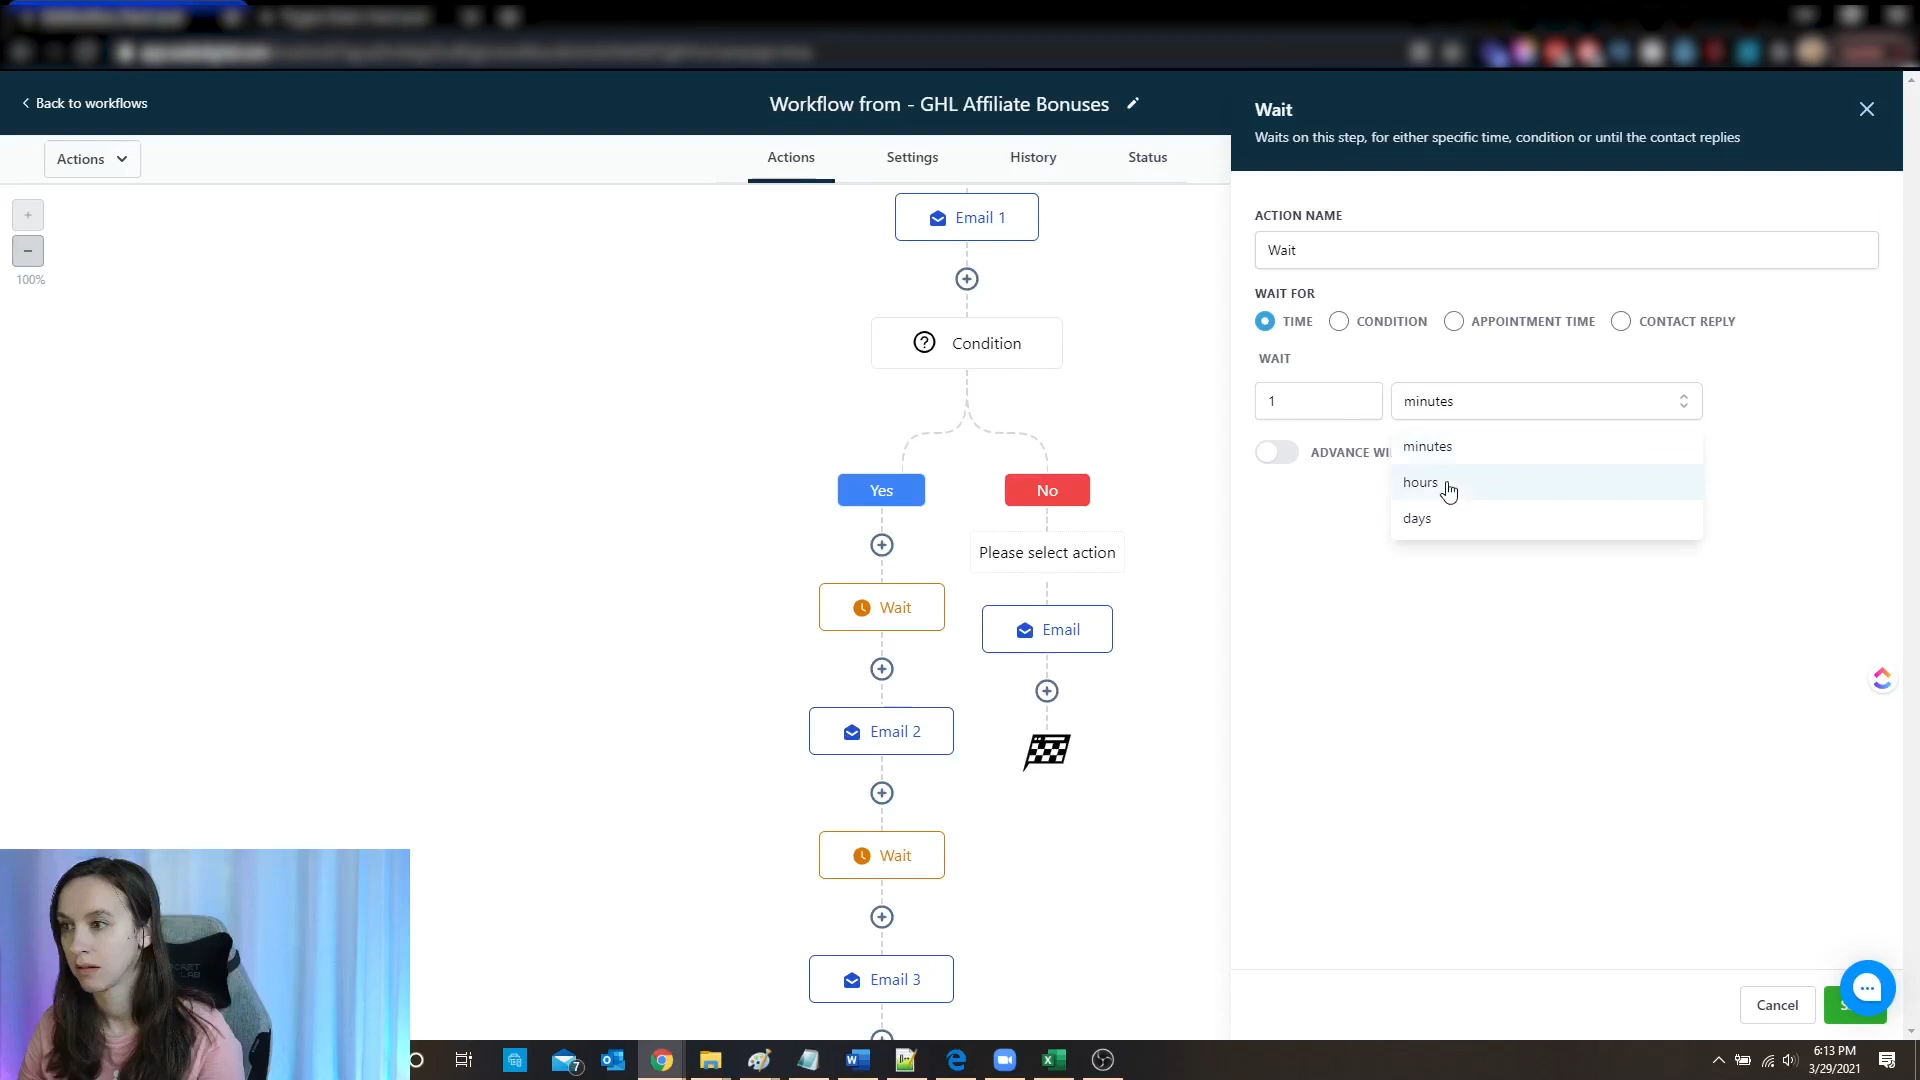 Back to workflows
Workflow from - GHL Affiliate Bonuses
Wait
Waits on this step, for either specific time, condition or until the contact replies
Actions
Actions
Settings
History
Status
100%
Email 1
Condition
Yes
No
Please select action
Wait
Email
Email 2
Wait
Email 3
ACTION NAME
Wait
WAIT FOR
TIME
CONDITION
APPOINTMENT TIME
CONTACT REPLY
WAIT
1
minutes
ADVANCE WI
minutes
hours
days
Cancel
7
6:13 PM
3/29/2021